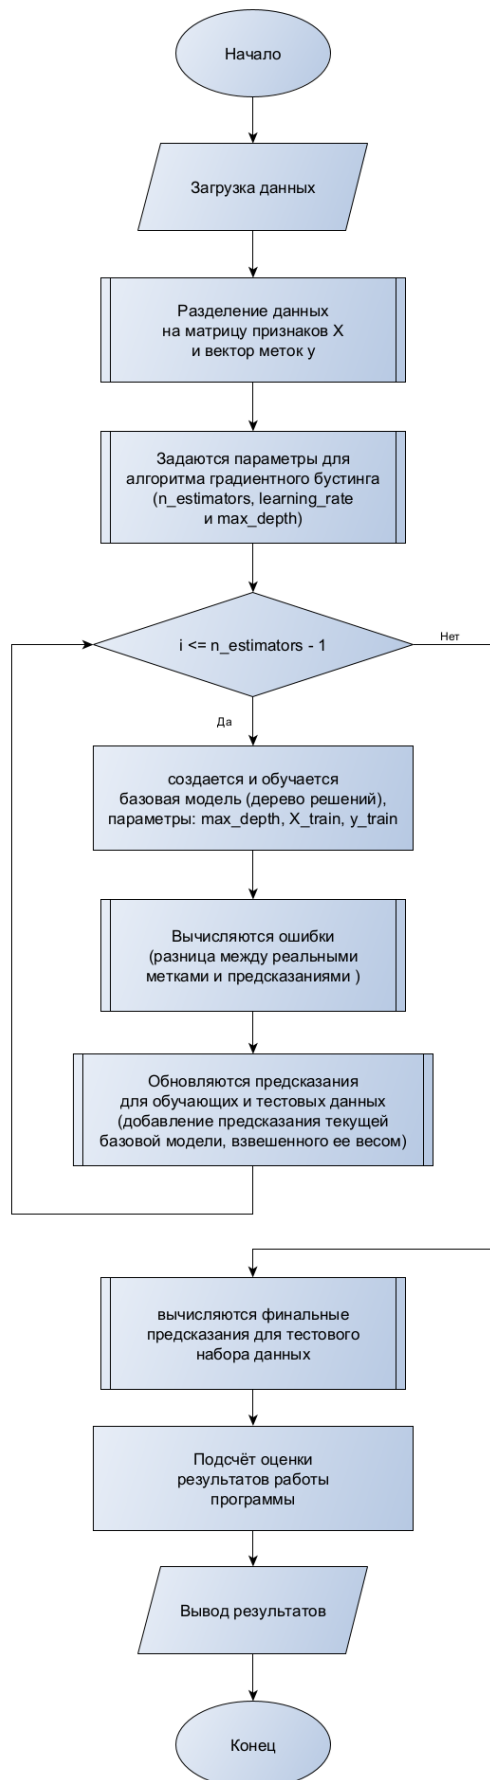 Начало
Загрузка данных
Разделение данных
на матрицу признаков X
и вектор меток y
Задаются параметры для
алгоритма градиентного бустинга
(n_estimators, learning_rate
и max_depth)
i <= n_estimators - 1
Нет
Да
создается и обучается
базовая модель (дерево решений),
параметры: max_depth, X_train, y_train
Вычисляются ошибки
(разница между реальными
метками и предсказаниями )
Обновляются предсказания
для обучающих и тестовых данных
(добавление предсказания текущей
базовой модели, взвешенного ее весом)
вычисляются финальные
предсказания для тестового
набора данных
Подсчёт оценки
результатов работы
программы
Вывод результатов
Конец